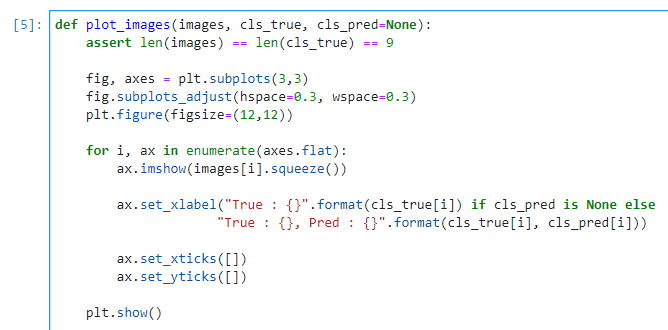 [5]: def plot_images(images, cls_true, cls_pred=None):
    assert len(images) == len(cls_true) == 9

    fig, axes = plt.subplots(3,3)
    fig.subplots_adjust(hspace=0.3, wspace=0.3)
    plt.figure(figsize=(12,12))

    for i, ax in enumerate(axes.flat):
        ax.imshow(images[i].squeeze())

        ax.set_xlabel("True : {}".format(cls_true[i]) if cls_pred is None else
                     "True : {}, Pred : {}".format(cls_true[i], cls_pred[i]))

        ax.set_xticks([])
        ax.set_yticks([])

    plt.show()